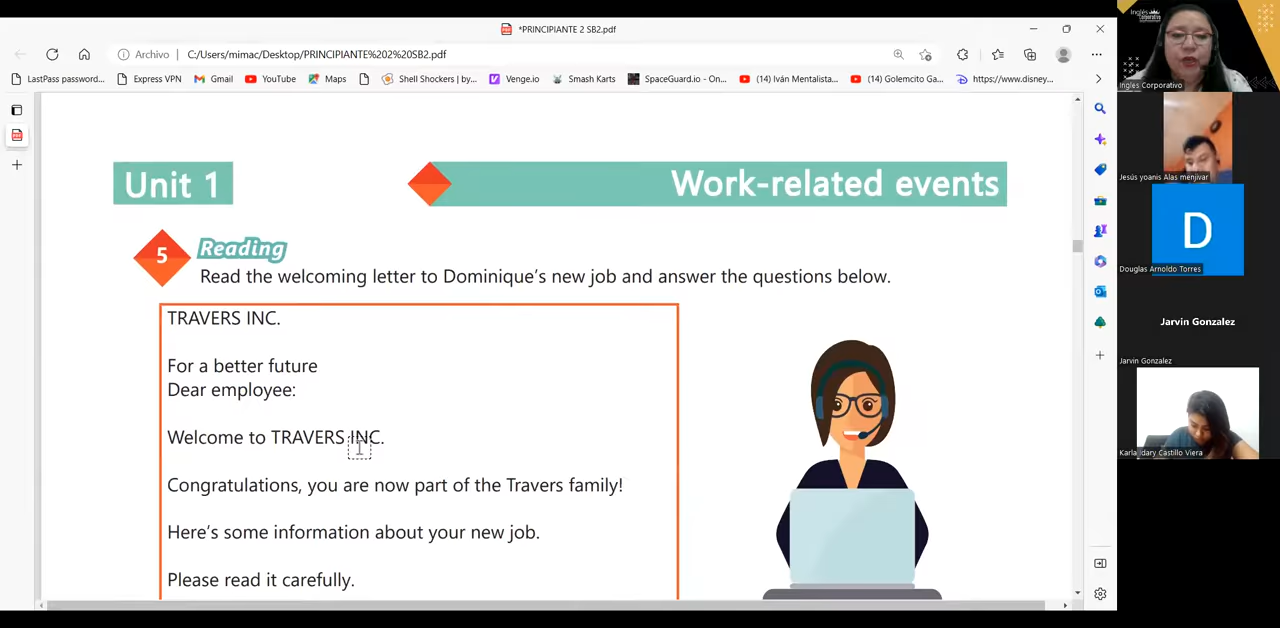 *PRINCIPIANTE 2 SB2.pdf
Archivo | C:/Users/mimac/Desktop/PRINCIPIANTE%202%20SB2.pdf
LastPass password... Express VPN Gmail YouTube Maps Shell Shockers | by... Venge.io Smash Karts SpaceGuard.io - On... (14) Iván Mentalista... (14) Golemcito Ga... https://www.disney...
Unit 1
Work-related events
5 Reading
Read the welcoming letter to Dominique's new job and answer the questions below.
TRAVERS INC.
For a better future
Dear employee:
Welcome to TRAVERS INC.
Congratulations, you are now part of the Travers family!
Here's some information about your new job.
Please read it carefully.
Inglés
Corporativo
Ingles Corporativo
Jesús yoanis Alas menjivar
D
Douglas Arnoldo Torres
Jarvin Gonzalez
Jarvin Gonzalez
Karla Idary Castillo Viera